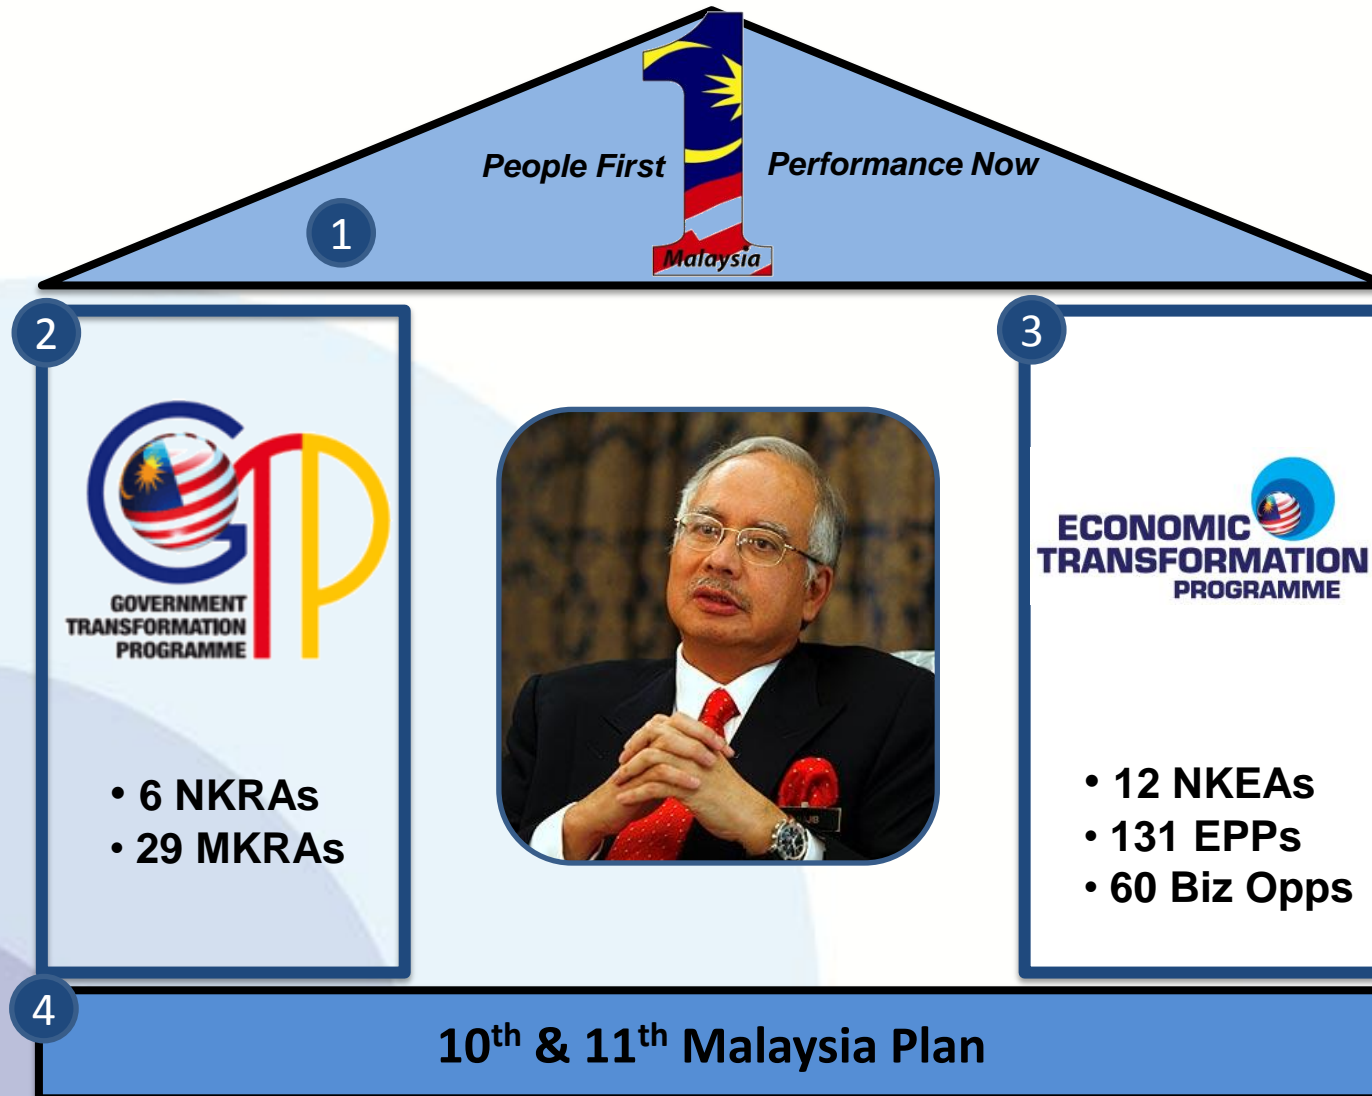 People First
Performance Now
Malaysia
1
2
3
GTP
GOVERNMENT
TRANSFORMATION
PROGRAMME
ECONOMIC
TRANSFORMATION
PROGRAMME
• 6 NKRAs
• 29 MKRAs
• 12 NKEAs
• 131 EPPs
• 60 Biz Opps
4
10th & 11th Malaysia Plan